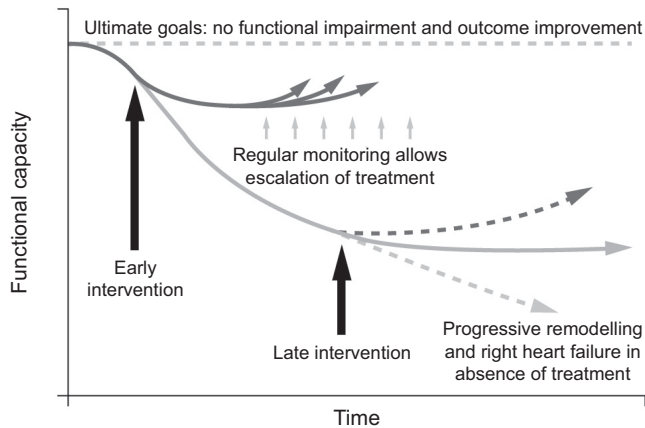 Ultimate goals: no functional impairment and outcome improvement
Functional capacity
Regular monitoring allows
escalation of treatment
Early
intervention
Late intervention
Progressive remodelling
and right heart failure in
absence of treatment
Time